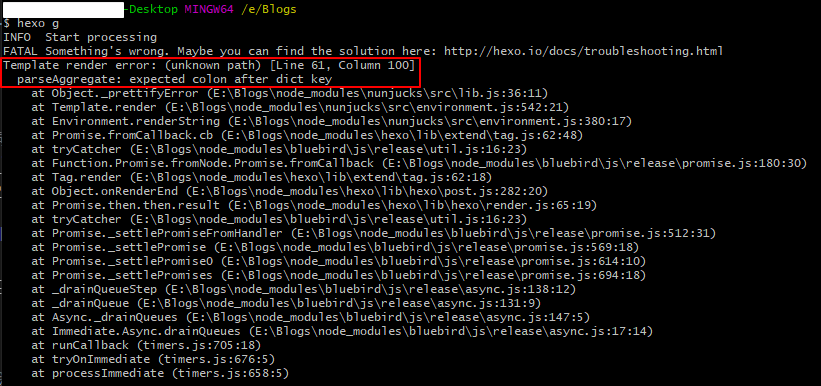 -Desktop MINGW64 /e/Blogs
$ hexo g
INFO  Start processing
FATAL Something's wrong. Maybe you can find the solution here: http://hexo.io/docs/troubleshooting.html
Template render error: (unknown path) [Line 61, Column 100]
  parseAggregate: expected colon after dict key
    at Object._prettifyError (E:\Blogs\node_modules\nunjucks\src\lib.js:36:11)
    at Template.render (E:\Blogs\node_modules\nunjucks\src\environment.js:542:21)
    at Environment.renderString (E:\Blogs\node_modules\nunjucks\src\environment.js:380:17)
    at Promise.fromCallback.cb (E:\Blogs\node_modules\hexo\lib\extend\tag.js:62:48)
    at tryCatcher (E:\Blogs\node_modules\bluebird\js\release\util.js:16:23)
    at Function.Promise.fromNode.Promise.fromCallback (E:\Blogs\node_modules\bluebird\js\release\promise.js:180:30)
    at Tag.render (E:\Blogs\node_modules\hexo\lib\extend\tag.js:62:18)
    at Object.onRenderEnd (E:\Blogs\node_modules\hexo\lib\hexo\post.js:282:20)
    at Promise.then.then.result (E:\Blogs\node_modules\hexo\lib\hexo\render.js:65:19)
    at tryCatcher (E:\Blogs\node_modules\bluebird\js\release\util.js:16:23)
    at Promise._settlePromiseFromHandler (E:\Blogs\node_modules\bluebird\js\release\promise.js:512:31)
    at Promise._settlePromise (E:\Blogs\node_modules\bluebird\js\release\promise.js:569:18)
    at Promise._settlePromise0 (E:\Blogs\node_modules\bluebird\js\release\promise.js:614:10)
    at Promise._settlePromises (E:\Blogs\node_modules\bluebird\js\release\promise.js:694:18)
    at _drainQueueStep (E:\Blogs\node_modules\bluebird\js\release\async.js:138:12)
    at _drainQueue (E:\Blogs\node_modules\bluebird\js\release\async.js:131:9)
    at Async._drainQueues (E:\Blogs\node_modules\bluebird\js\release\async.js:147:5)
    at Immediate.Async.drainQueues (E:\Blogs\node_modules\bluebird\js\release\async.js:17:14)
    at runCallback (timers.js:705:18)
    at tryOnImmediate (timers.js:676:5)
    at processImmediate (timers.js:658:5)